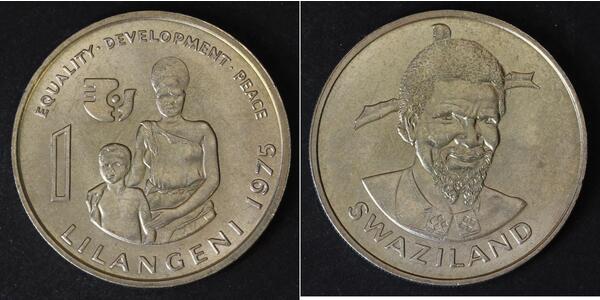 EQUALITY · DEVELOPMENT · PEACE
1
LILANGENI 1975
SWAZILAND